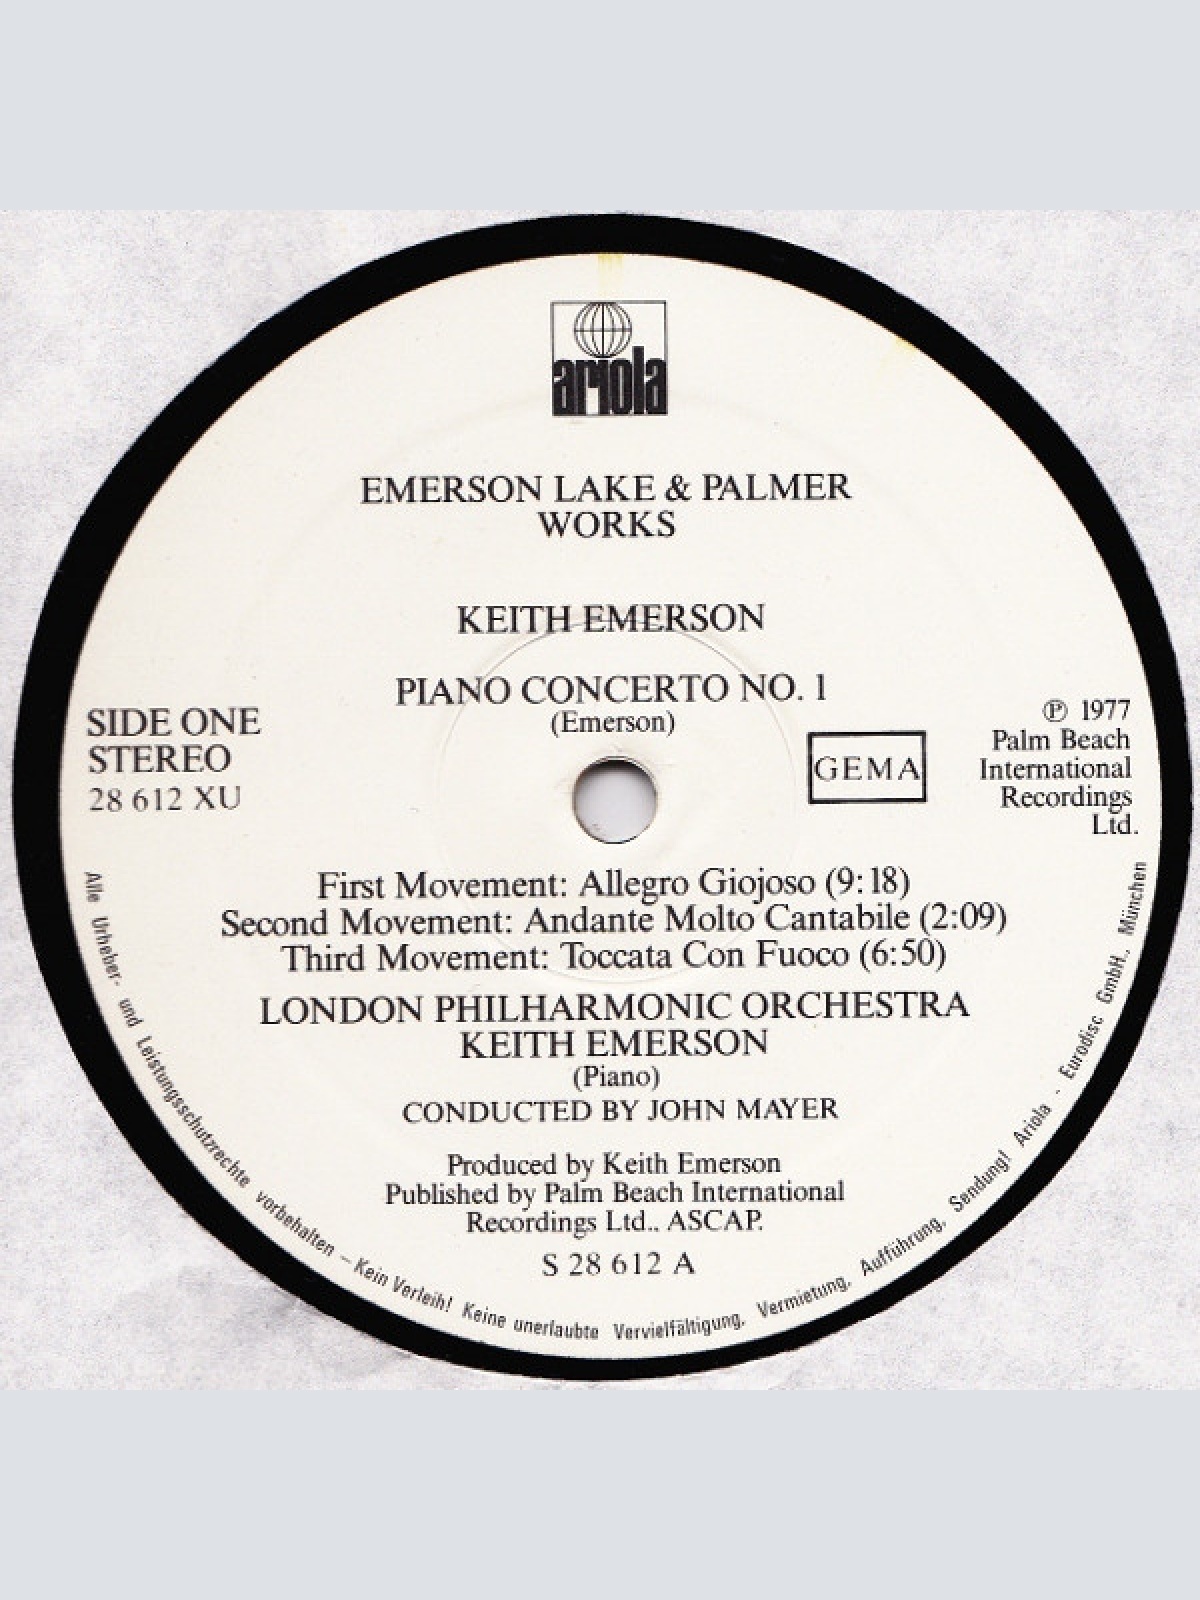 ariola
EMERSON LAKE & PALMER
WORKS
KEITH EMERSON
PIANO CONCERTO NO. 1
(Emerson)
SIDE ONE
STEREO
28 612 XU
GEMA
℗ 1977
Palm Beach
International
Recordings
Ltd.
First Movement: Allegro Giojoso (9:18)
Second Movement: Andante Molto Cantabile (2:09)
Third Movement: Toccata Con Fuoco (6:50)
LONDON PHILHARMONIC ORCHESTRA
KEITH EMERSON
(Piano)
CONDUCTED BY JOHN MAYER
Produced by Keith Emerson
Published by Palm Beach International
Recordings Ltd., ASCAP.
S 28 612 A
Alle Urheber- und Leistungsschutzrechte vorbehalten – Kein Verleih! Keine unerlaubte Vervielfältigung, Vermietung, Aufführung, Sendung! Ariola - Eurodisc GmbH., München